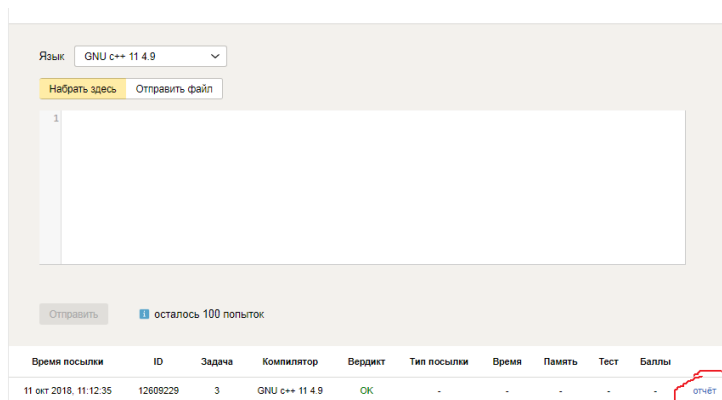 Язык GNU c++ 11 4.9
Набрать здесь Отправить файл
1
Отправить i осталось 100 попыток
Время посылки ID Задача Компилятор Вердикт Тип посылки Время Память Тест Баллы
11 окт 2018, 11:12:35 12609229 3 GNU c++ 11 4.9 OK - - - - - отчёт